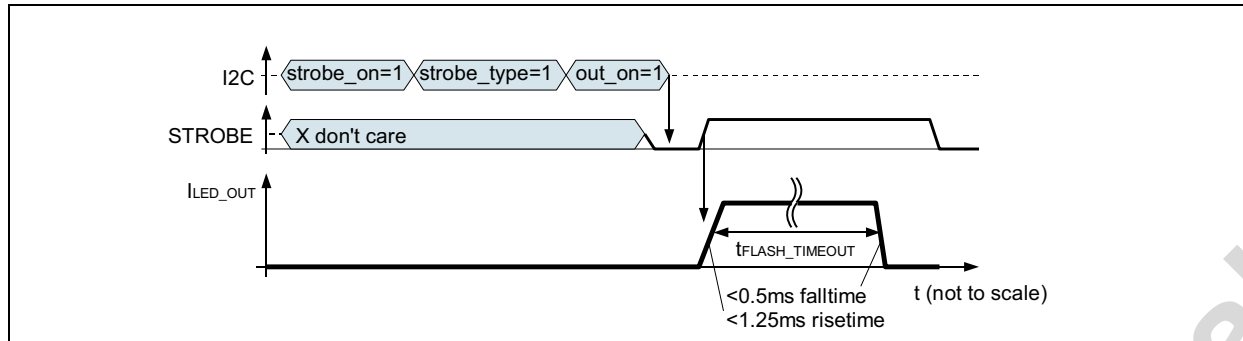 I2C
strobe_on=1 strobe_type=1 out_on=1
STROBE
X don't care
ILED_OUT
tFLASH_TIMEOUT
<0.5ms falltime
<1.25ms risetime
t (not to scale)